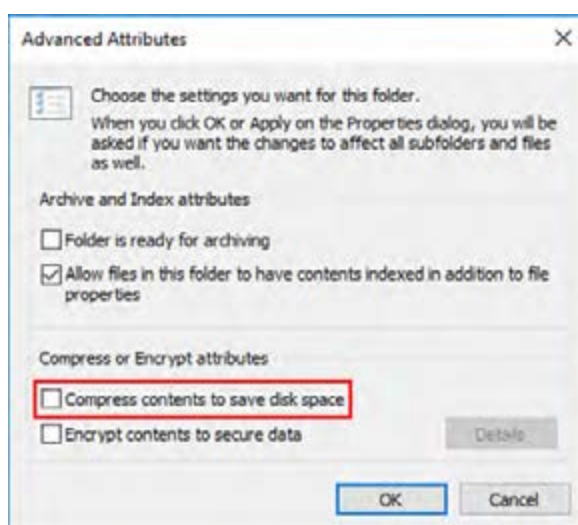 Advanced Attributes
Choose the settings you want for this folder.
When you click OK or Apply on the Properties dialog, you will be
asked if you want the changes to affect all subfolders and files
as well.
Archive and Index attributes
Folder is ready for archiving
Allow files in this folder to have contents indexed in addition to file
properties
Compress or Encrypt attributes
Compress contents to save disk space
Encrypt contents to secure data
Details
OK
Cancel